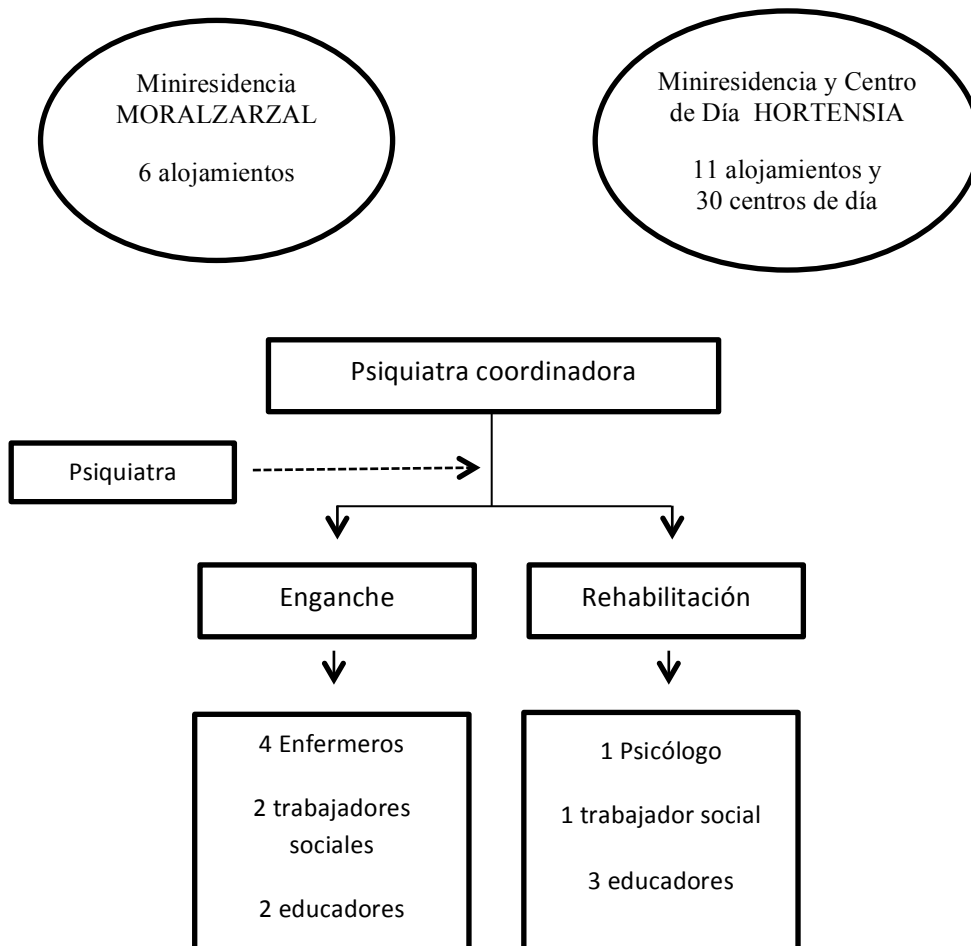 Miniresidencia
MORALZARZAL
6 alojamientos
Miniresidencia y Centro
de Día HORTENSIA
11 alojamientos y
30 centros de día
Psiquiatra coordinadora
Psiquiatra
Enganche
Rehabilitación
4 Enfermeros
2 trabajadores
sociales
2 educadores
1 Psicólogo
1 trabajador social
3 educadores